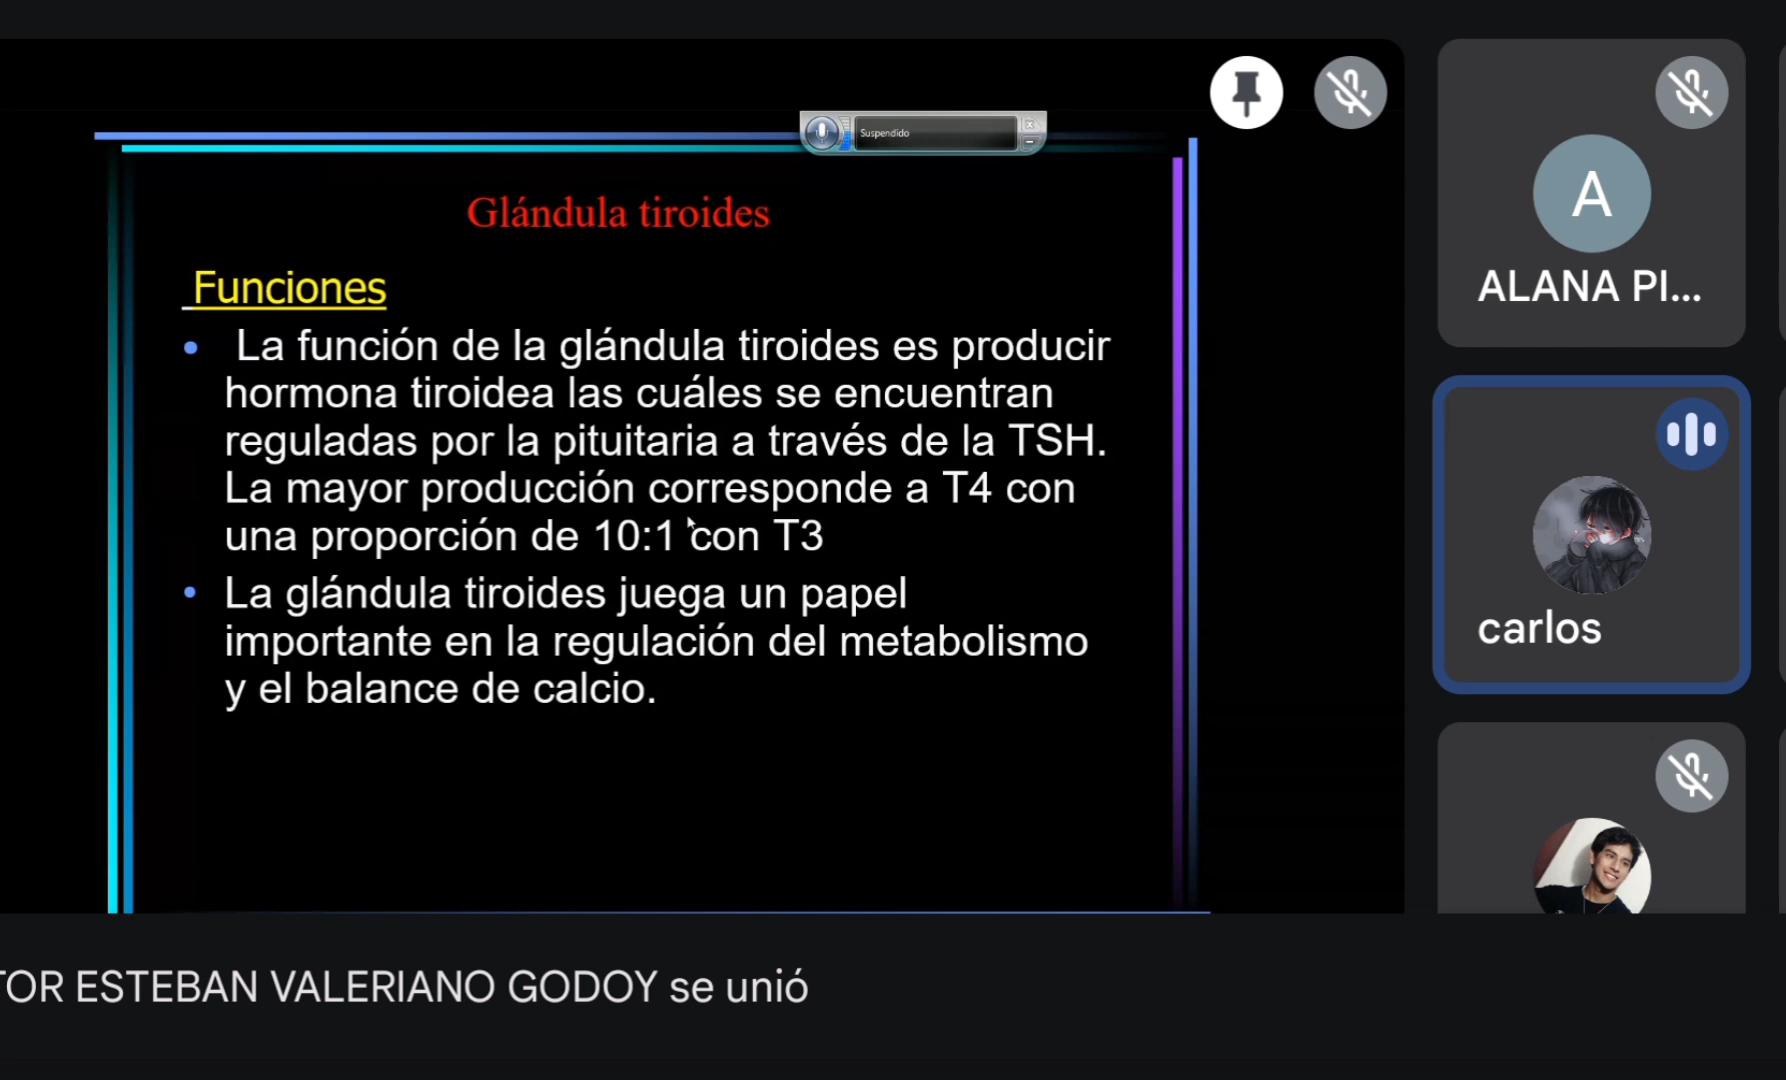 Suspendido
Glándula tiroides
Funciones
• La función de la glándula tiroides es producir
hormona tiroidea las cuáles se encuentran
reguladas por la pituitaria a través de la TSH.
La mayor producción corresponde a T4 con
una proporción de 10:1 con T3
• La glándula tiroides juega un papel
importante en la regulación del metabolismo
y el balance de calcio.
A
ALANA PI...
carlos
TOR ESTEBAN VALERIANO GODOY se unió